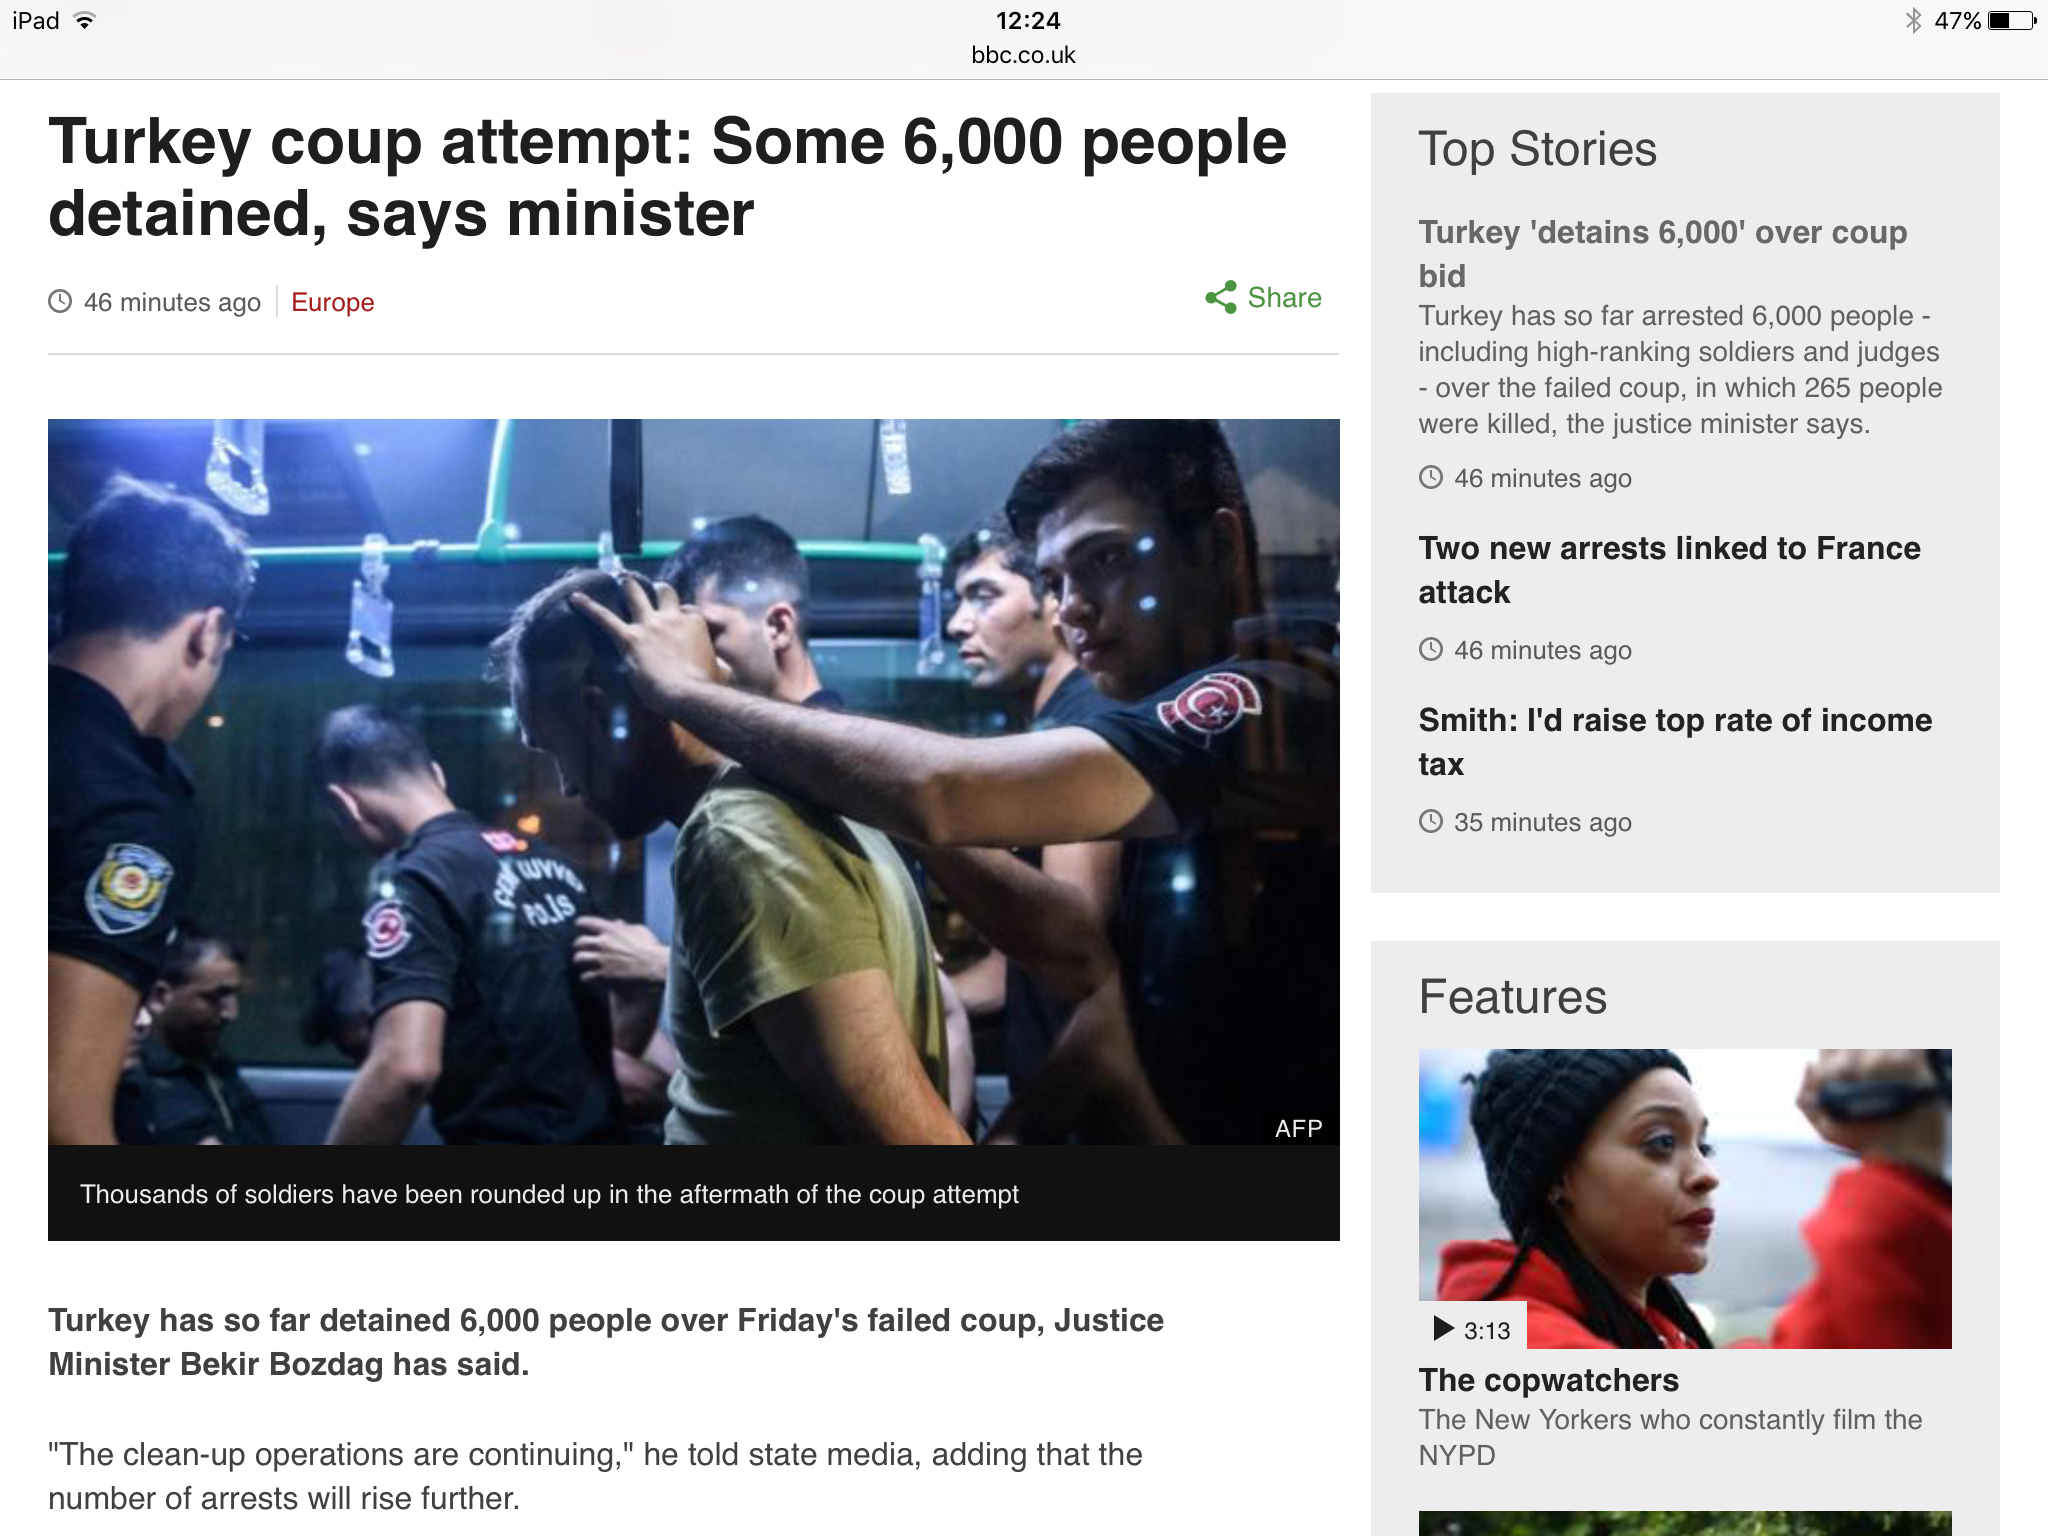 iPad
12:24
47%
bbc.co.uk
Turkey coup attempt: Some 6,000 people
detained, says minister
46 minutes ago
Europe
Share
POLİS
AFP
Thousands of soldiers have been rounded up in the aftermath of the coup attempt
Turkey has so far detained 6,000 people over Friday's failed coup, Justice
Minister Bekir Bozdag has said.
"The clean-up operations are continuing," he told state media, adding that the
number of arrests will rise further.
Top Stories
Turkey 'detains 6,000' over coup
bid
Turkey has so far arrested 6,000 people -
including high-ranking soldiers and judges
- over the failed coup, in which 265 people
were killed, the justice minister says.
46 minutes ago
Two new arrests linked to France
attack
46 minutes ago
Smith: I'd raise top rate of income
tax
35 minutes ago
Features
3:13
The copwatchers
The New Yorkers who constantly film the
NYPD